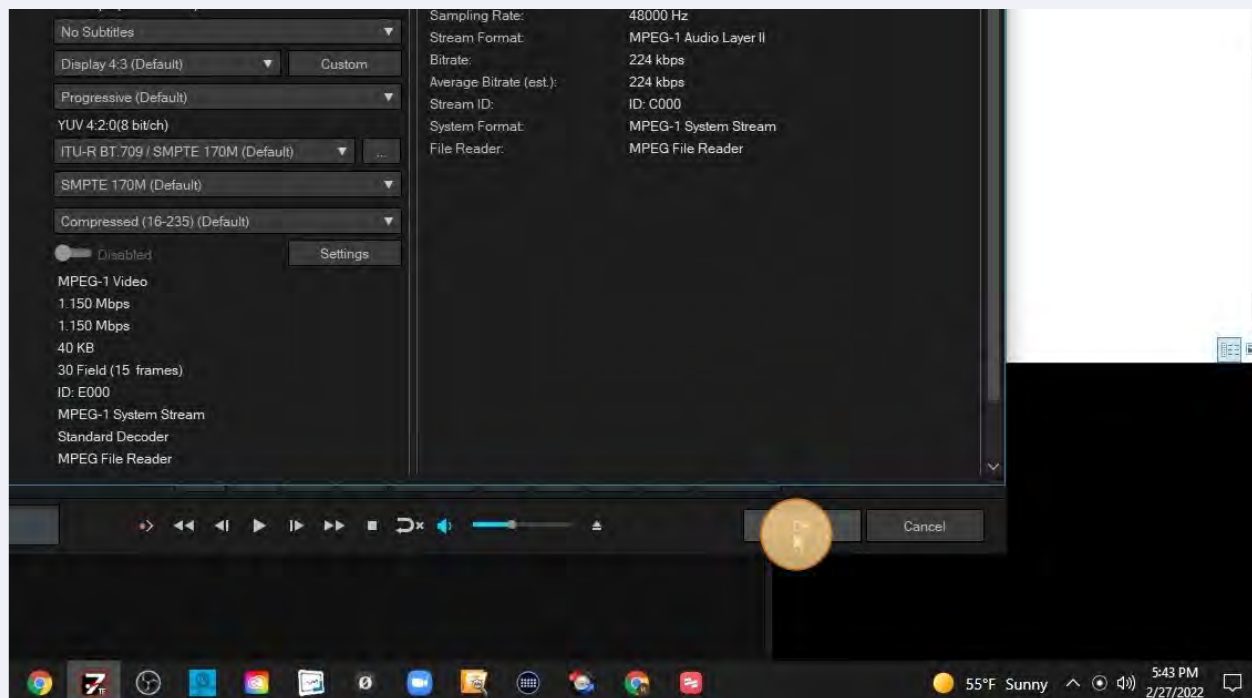 No Subtitles
Display 4:3 (Default)
Custom
Progressive (Default)
YUV 4:2:0(8 bit/ch)
ITU-R BT.709 / SMPTE 170M (Default)
...
SMPTE 170M (Default)
Compressed (16-235) (Default)
Disabled
Settings
MPEG-1 Video
1.150 Mbps
1.150 Mbps
40 KB
30 Field (15 frames)
ID: E000
MPEG-1 System Stream
Standard Decoder
MPEG File Reader
Sampling Rate: 48000 Hz
Stream Format: MPEG-1 Audio Layer II
Bitrate: 224 kbps
Average Bitrate (est.): 224 kbps
Stream ID: ID: C000
System Format: MPEG-1 System Stream
File Reader: MPEG File Reader
Cancel
55°F Sunny
5:43 PM
2/27/2022